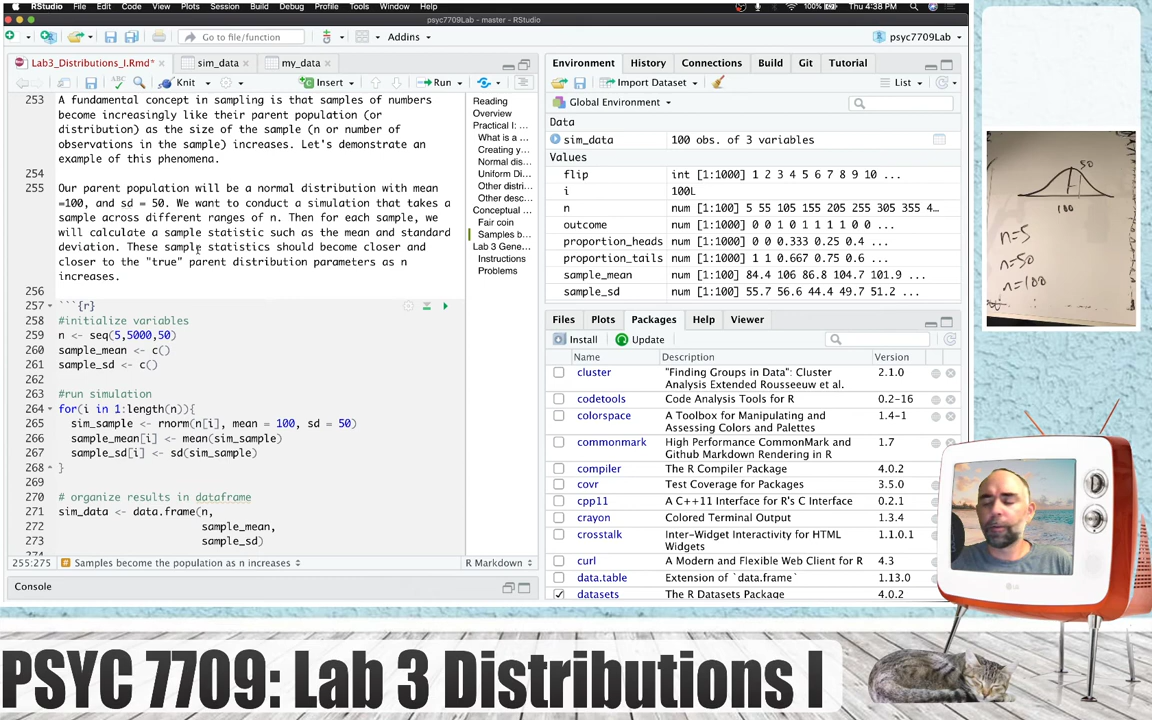 RStudio File Edit Code View Plots Session Build Debug Profile Tools Window Help
100% Thu 4:38 PM
psyc7709Lab - master - RStudio
Go to file/function Addins psyc7709Lab
Lab3_Distributions_I.Rmd* sim_data my_data
Knit Insert Run
253 A fundamental concept in sampling is that samples of numbers
become increasingly like their parent population (or
distribution) as the size of the sample (n or number of
observations in the sample) increases. Let's demonstrate an
example of this phenomena.
254
255 Our parent population will be a normal distribution with mean
=100, and sd = 50. We want to conduct a simulation that takes a
sample across different ranges of n. Then for each sample, we
will calculate a sample statistic such as the mean and standard
deviation. These sample statistics should become closer and
closer to the "true" parent distribution parameters as n
increases.
256
257 ```{r}
258 #initialize variables
259 n <- seq(5,5000,50)
260 sample_mean <- c()
261 sample_sd <- c()
262
263 #run simulation
264 for(i in 1:length(n)){
265 sim_sample <- rnorm(n[i], mean = 100, sd = 50)
266 sample_mean[i] <- mean(sim_sample)
267 sample_sd[i] <- sd(sim_sample)
268 }
269
270 # organize results in dataframe
271 sim_data <- data.frame(n,
272 sample_mean,
273 sample_sd)
255:275 # Samples become the population as n increases R Markdown
Console
Reading
Overview
Practical I: ...
What is a ...
Creating y...
Normal dis...
Uniform Di...
Other distri...
Other desc...
Conceptual ...
Fair coin
Samples b...
Lab 3 Gene...
Instructions
Problems
Environment History Connections Build Git Tutorial
Import Dataset List
Global Environment
Data
sim_data 100 obs. of 3 variables
Values
flip int [1:1000] 1 2 3 4 5 6 7 8 9 10 ...
i 100L
n num [1:100] 5 55 105 155 205 255 305 355 4...
outcome num [1:1000] 0 0 1 0 1 1 1 1 0 0 ...
proportion_heads num [1:1000] 0 0 0.333 0.25 0.4 ...
proportion_tails num [1:1000] 1 1 0.667 0.75 0.6 ...
sample_mean num [1:100] 84.4 106 86.8 104.7 101.9 ...
sample_sd num [1:100] 55.7 56.6 44.4 49.7 51.2 ...
Files Plots Packages Help Viewer
Install Update
Name Description Version
cluster "Finding Groups in Data": Cluster Analysis Extended Rousseeuw et al. 2.1.0
codetools Code Analysis Tools for R 0.2-16
colorspace A Toolbox for Manipulating and Assessing Colors and Palettes 1.4-1
commonmark High Performance CommonMark and Github Markdown Rendering in R 1.7
compiler The R Compiler Package 4.0.2
covr Test Coverage for Packages 3.5.0
cpp11 A C++11 Interface for R's C Interface 0.2.1
crayon Colored Terminal Output 1.3.4
crosstalk Inter-Widget Interactivity for HTML Widgets 1.1.0.1
curl A Modern and Flexible Web Client for R 4.3
data.table Extension of `data.frame` 1.13.0
datasets The R Datasets Package 4.0.2
50
100
n=5
n=50
n=100
LG
PSYC 7709: Lab 3 Distributions I